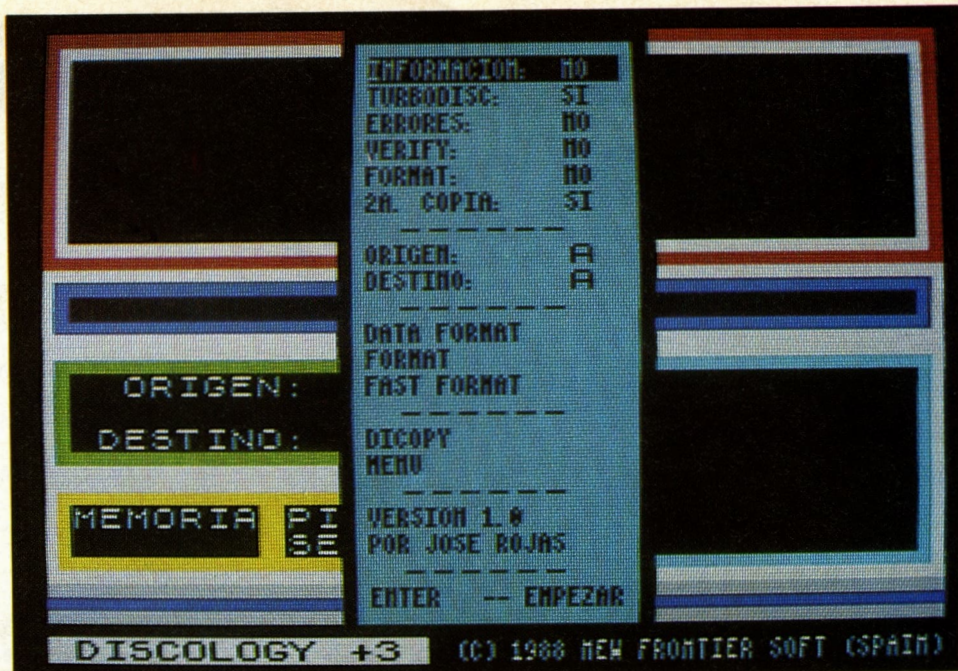 INFORMACION: NO
TURBODISC: SI
ERRORES: NO
VERIFY: NO
FORMAT: NO
2A. COPIA: SI
ORIGEN: A
DESTINO: A
DATA FORMAT
FORMAT
FAST FORMAT
DICOPY
MENU
VERSION 1.0
POR JOSE ROJAS
ENTER -- EMPEZAR
ORIGEN:
DESTINO:
MEMORIA
PI
SE
DISCOLOGY +3 (C) 1988 NEW FRONTIER SOFT (SPAIN)